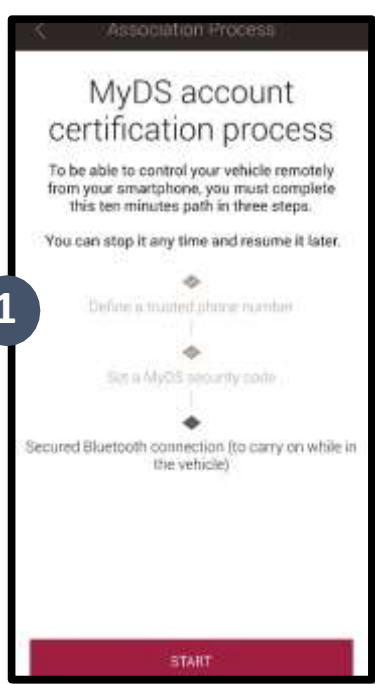 Association Process
MyDS account
certification process
To be able to control your vehicle remotely
from your smartphone, you must complete
this ten minutes path in three steps.
You can stop it any time and resume it later.
1
Define a trusted phone number
Set a MyDS security code
Secured Bluetooth connection (to carry on while in
the vehicle)
START